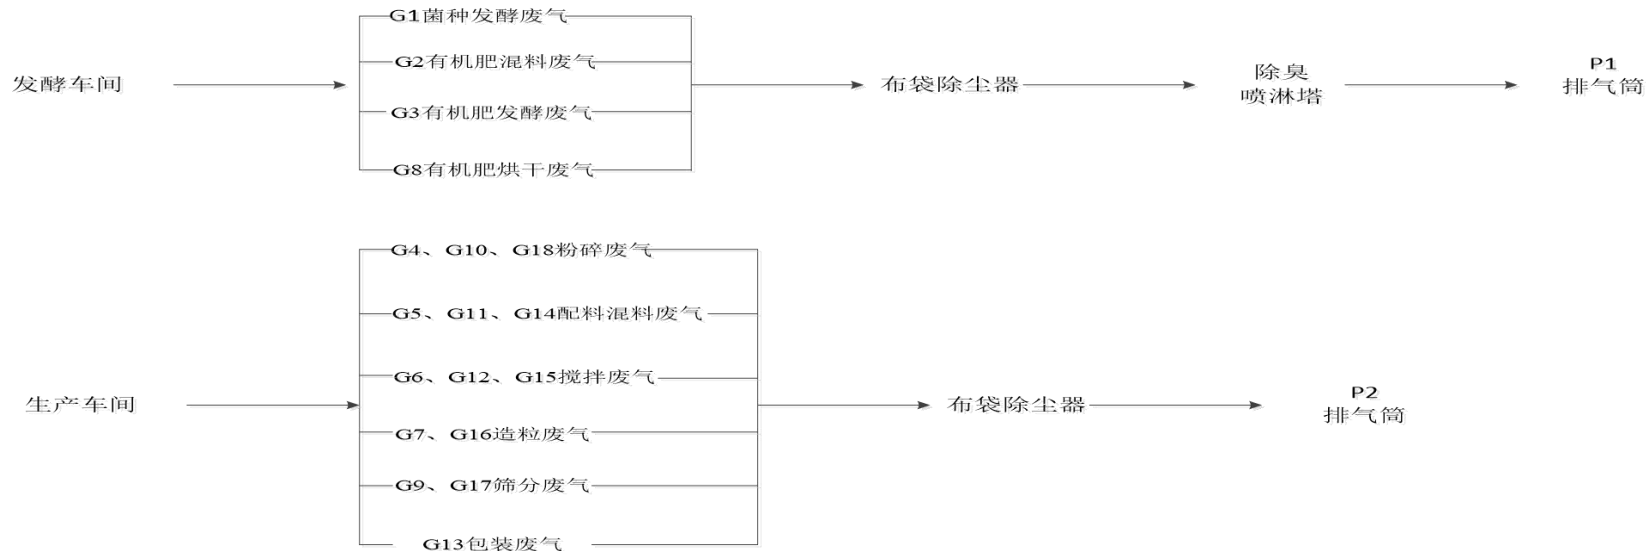 G1菌种发酵废气
G2有机肥混料废气
发酵车间
布袋除尘器
除臭
喷淋塔
P1
排气筒
G3有机肥发酵废气
G8有机肥烘干废气
G4、G10、G18粉碎废气
G5、G11、G14配料混料废气
G6、G12、G15搅拌废气
生产车间
布袋除尘器
P2
排气筒
G7、G16造粒废气
G9、G17筛分废气
G13包装废气